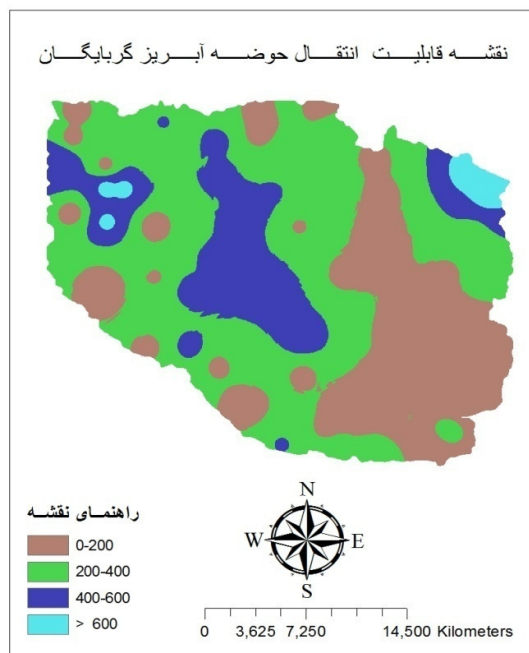 نقشه قابلیت انتقال حوضه آبریز گربایگان
N
W E
S
راهنمای نقشه
0-200
200-400
400-600
> 600
0 3,625 7,250 14,500 Kilometers